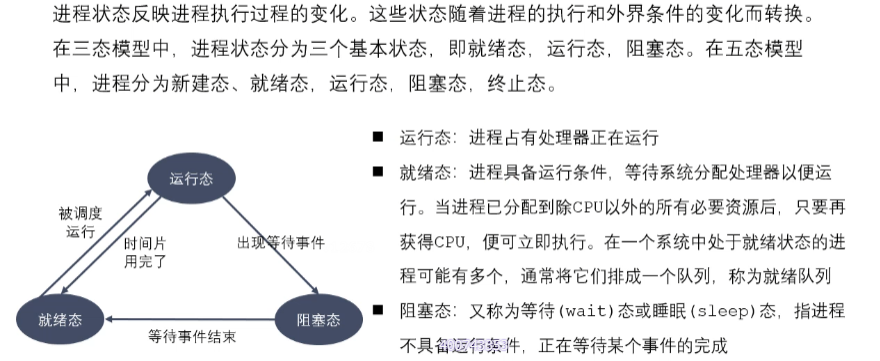 进程状态反映进程执行过程的变化。这些状态随着进程的执行和外界条件的变化而转换。
在三态模型中，进程状态分为三个基本状态，即就绪态，运行态，阻塞态。在五态模型
中，进程分为新建态、就绪态，运行态，阻塞态，终止态。
运行态
被调度
运行
时间片
用完了
出现等待事件
就绪态
阻塞态
等待事件结束
■ 运行态：进程占有处理器正在运行
■ 就绪态：进程具备运行条件，等待系统分配处理器以便运
行。当进程已分配到除CPU以外的所有必要资源后，只要再
获得CPU，便可立即执行。在一个系统中处于就绪状态的进
程可能有多个，通常将它们排成一个队列，称为就绪队列
■ 阻塞态：又称为等待(wait)态或睡眠(sleep)态，指进程
不具备运行条件，正在等待某个事件的完成